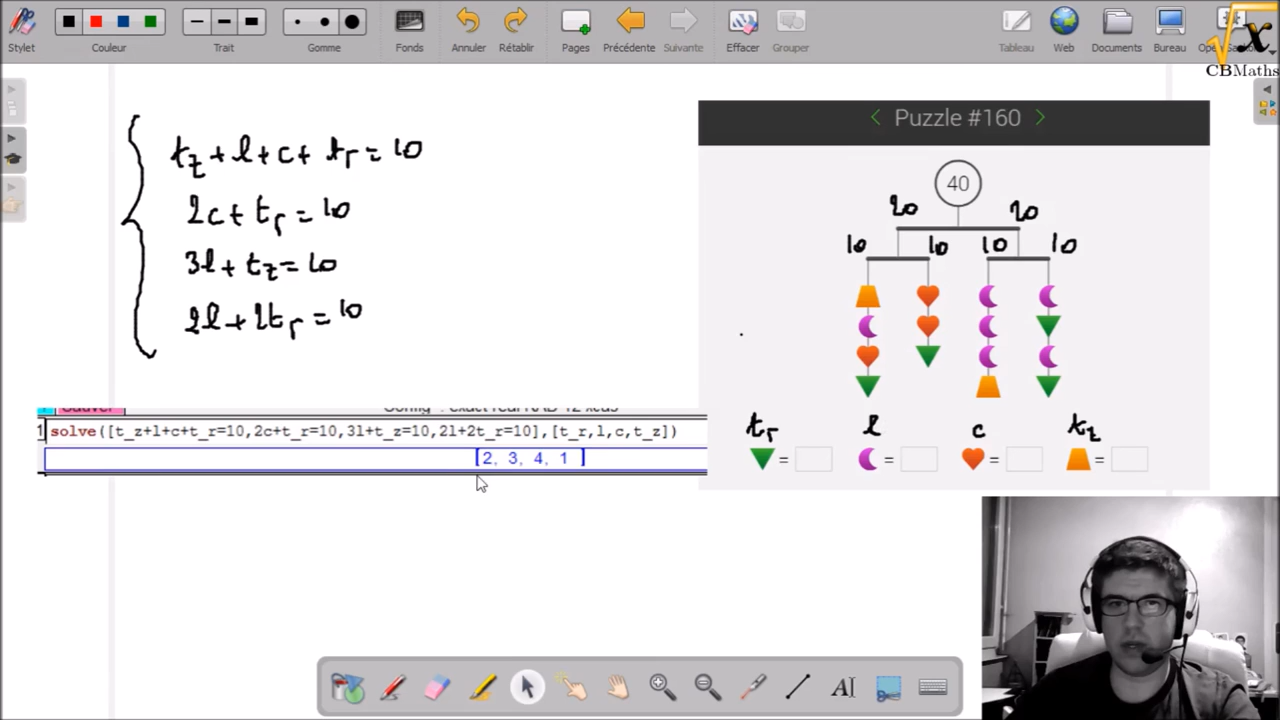 Stylet Couleur Trait Gomme Fonds Annuler Rétablir Pages Précédente Suivante Effacer Grouper Tableau Web Documents Bureau
x
CBMaths
t_z + l + c + t_r = 10
2c + t_r = 10
3l + t_z = 10
2l + 2t_r = 10
Puzzle #160
40
20 20
10 10 10 10
t_r l c t_z
= = = =
1 solve([t_z+l+c+t_r=10,2c+t_r=10,3l+t_z=10,2l+2t_r=10],[t_r,l,c,t_z])
[2, 3, 4, 1 ]
AI